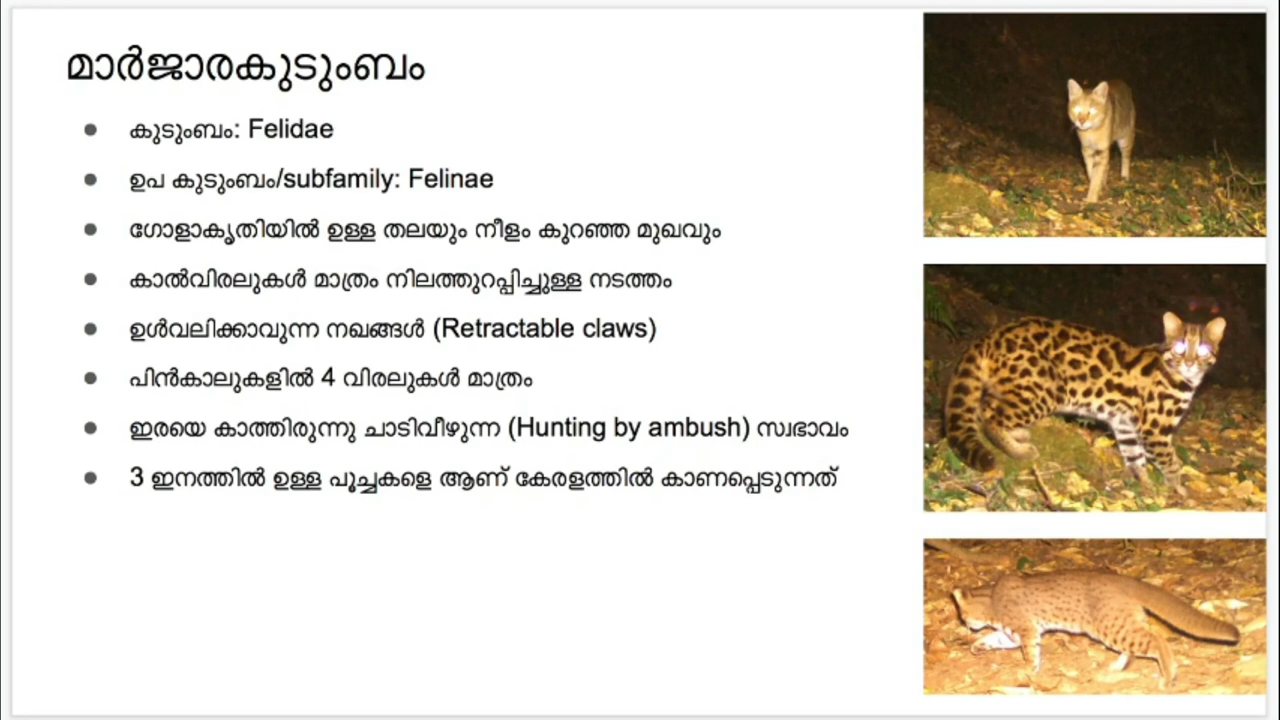 മാർജാരകുടുംബം
കുടുംബം: Felidae
ഉപ കുടുംബം/subfamily: Felinae
ഗോളാകൃതിയിൽ ഉള്ള തലയും നീളം കുറഞ്ഞ മുഖവും
കാൽവിരലുകൾ മാത്രം നിലത്തുറപ്പിച്ചുള്ള നടത്തം
ഉൾവലിക്കാവുന്ന നഖങ്ങൾ (Retractable claws)
പിൻകാലുകളിൽ 4 വിരലുകൾ മാത്രം
ഇരയെ കാത്തിരുന്നു ചാടിവീഴുന്ന (Hunting by ambush) സ്വഭാവം
3 ഇനത്തിൽ ഉള്ള പൂച്ചകളെ ആണ് കേരളത്തിൽ കാണപ്പെടുന്നത്